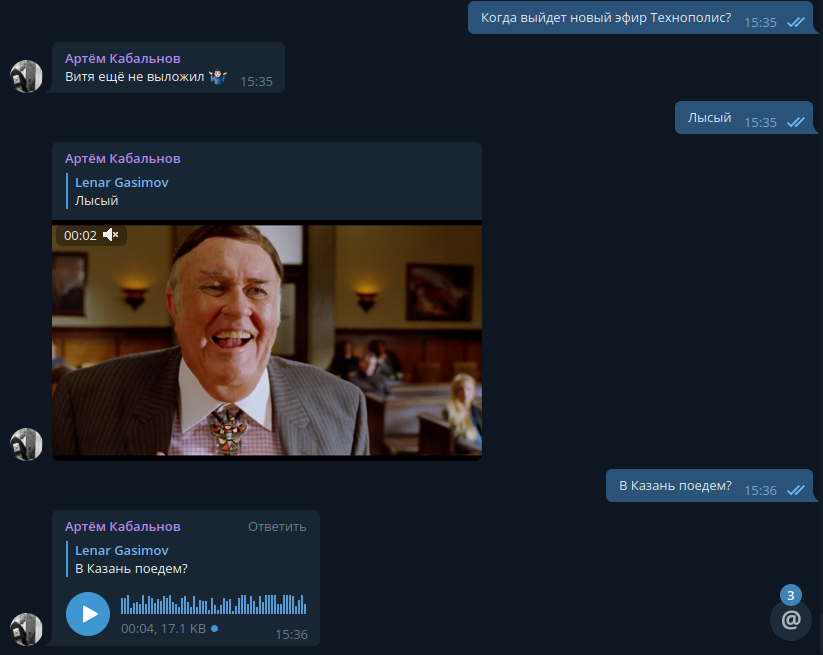 Когда выйдет новый эфир Технополис? 15:35
Артём Кабальнов
Витя ещё не выложил 🤷🏻‍♂️ 15:35
Лысый 15:35
Артём Кабальнов
Lenar Gasimov
Лысый
00:02
В Казань поедем? 15:36
Артём Кабальнов Ответить
Lenar Gasimov
В Казань поедем?
00:04, 17.1 KB
15:36
3
@